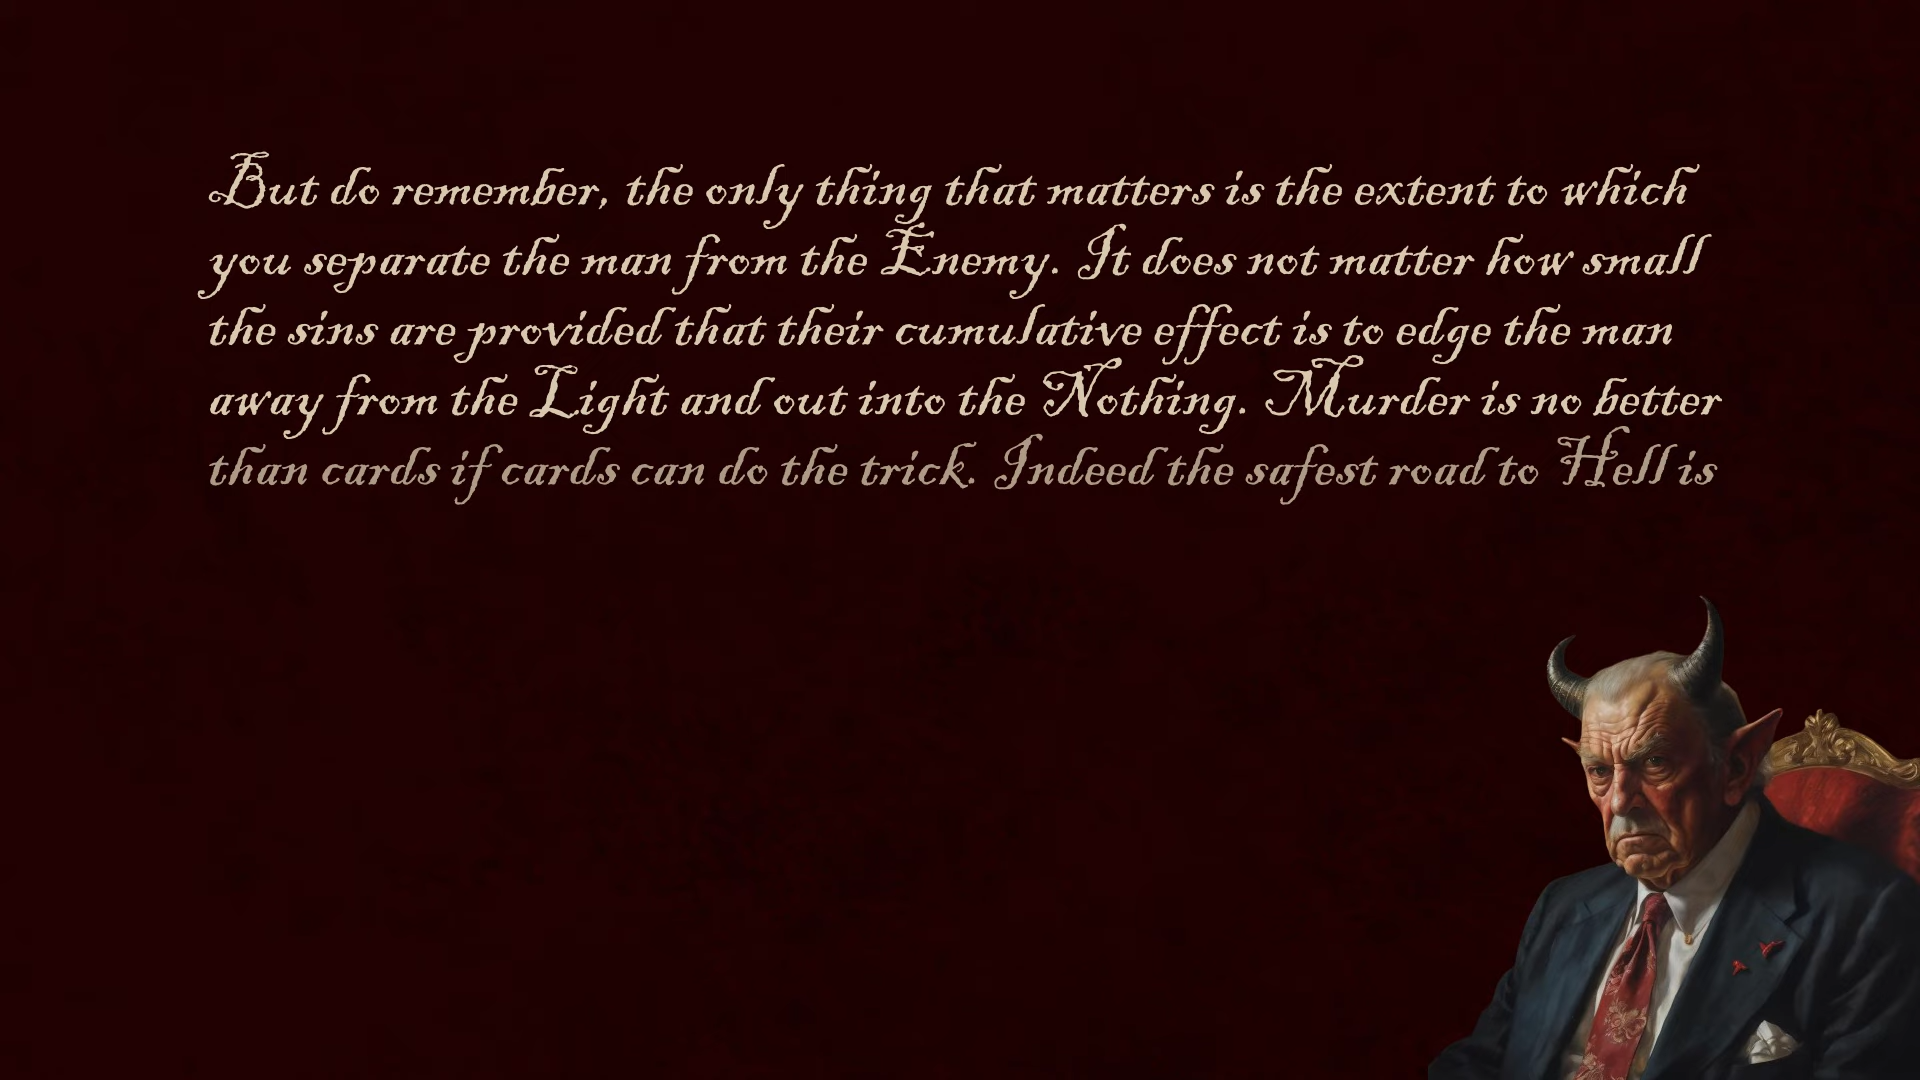 But do remember, the only thing that matters is the extent to which
you separate the man from the Enemy. It does not matter how small
the sins are provided that their cumulative effect is to edge the man
away from the Light and out into the Nothing. Murder is no better
than cards if cards can do the trick. Indeed the safest road to Hell is